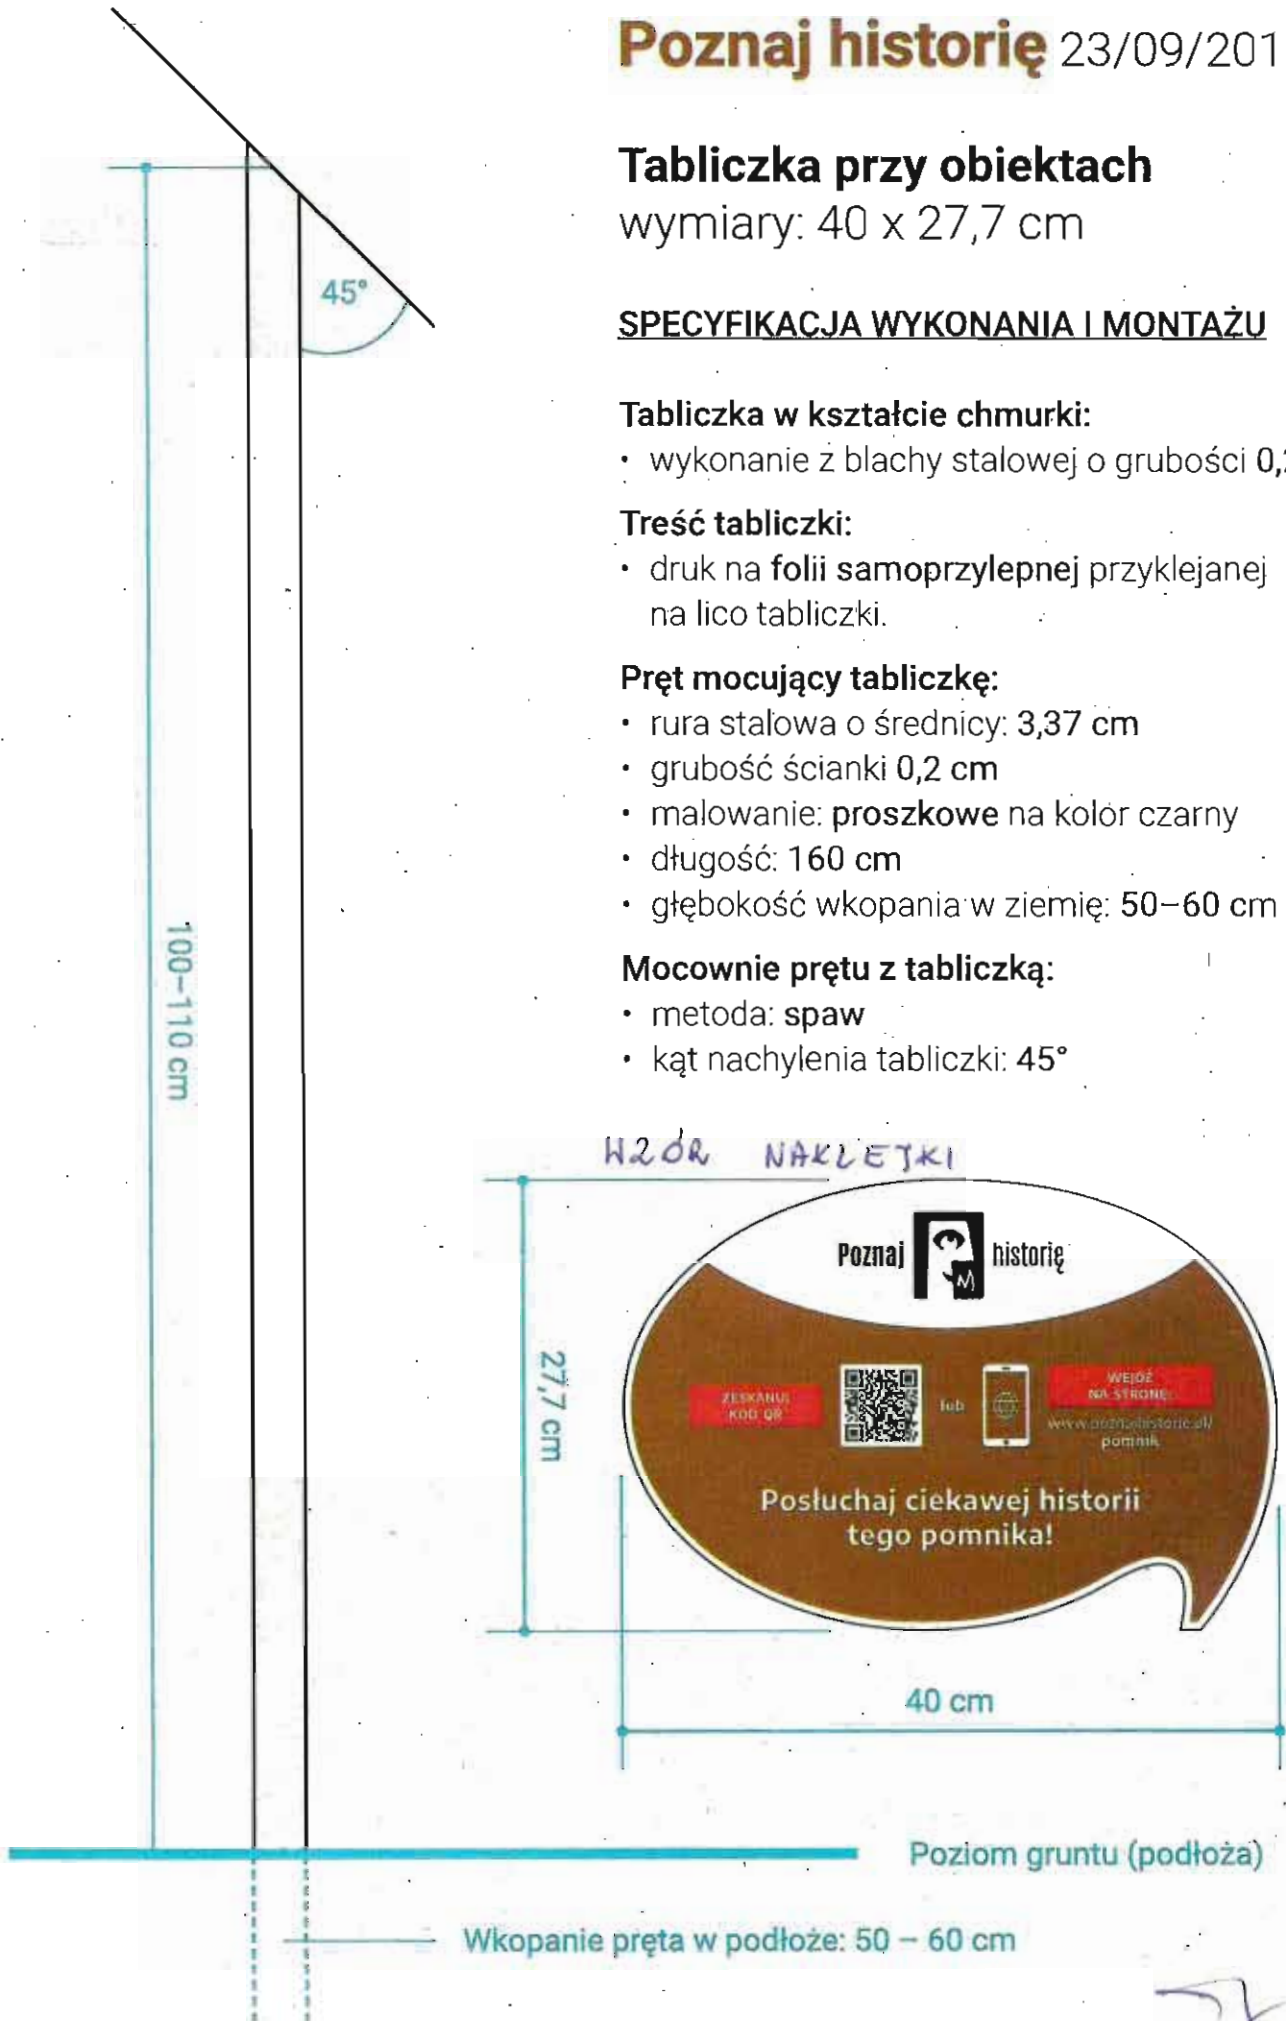 Poznaj historię 23/09/201
Tabliczka przy obiektach
wymiary: 40 x 27,7 cm
SPECYFIKACJA WYKONANIA I MONTAŻU
Tabliczka w kształcie chmurki:
• wykonanie z blachy stalowej o grubości 0,
Treść tabliczki:
• druk na folii samoprzylepnej przyklejanej
na lico tabliczki.
Pręt mocujący tabliczkę:
• rura stalowa o średnicy: 3,37 cm
• grubość ścianki 0,2 cm
• malowanie: proszkowe na kolor czarny
• długość: 160 cm
• głębokość wkopania w ziemię: 50–60 cm
Mocownie prętu z tabliczką:
• metoda: spaw
• kąt nachylenia tabliczki: 45°
45°
100–110 cm
WZÓR NAKLEJKI
27,7 cm
Poznaj historię
ZESKANUJ
KOD QR
lub
WEJDŹ
NA STRONĘ:
www.poznajhistorie.pl/
pomnik
Posłuchaj ciekawej historii
tego pomnika!
40 cm
Poziom gruntu (podłoża)
Wkopanie pręta w podłoże: 50 – 60 cm